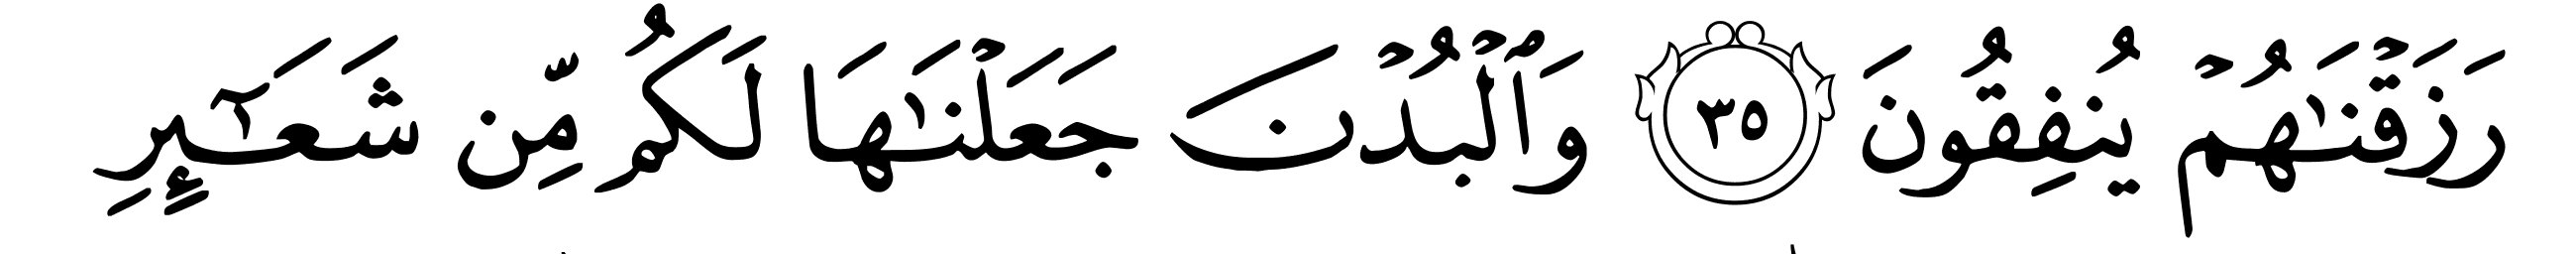 رَزَقْنَٰهُمْ يُنفِقُونَ ٣٥ وَٱلْبُدْنَ جَعَلْنَٰهَا لَكُم مِّن شَعَٰٓئِرِ